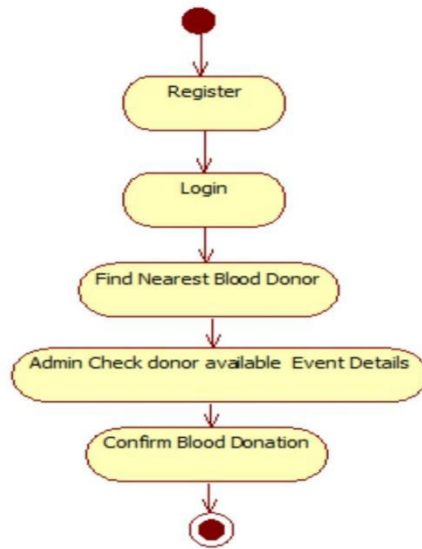 Register
Login
Find Nearest Blood Donor
Admin Check donor available Event Details
Confirm Blood Donation